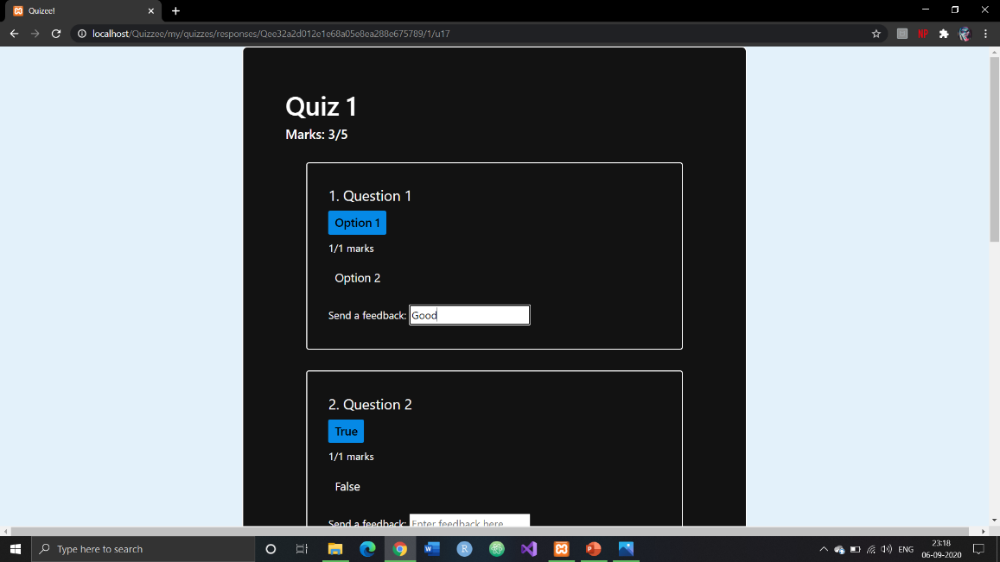 Quizee!
localhost/Quizzee/my/quizzes/responses/Qee32a2d012e1e68a05e8ea288e675789/1/u17
NP
Quiz 1
Marks: 3/5
1. Question 1
Option 1
1/1 marks
Option 2
Send a feedback: Good
2. Question 2
True
1/1 marks
False
Send a feedback: Enter feedback here
Type here to search
ENG
23:18
06-09-2020